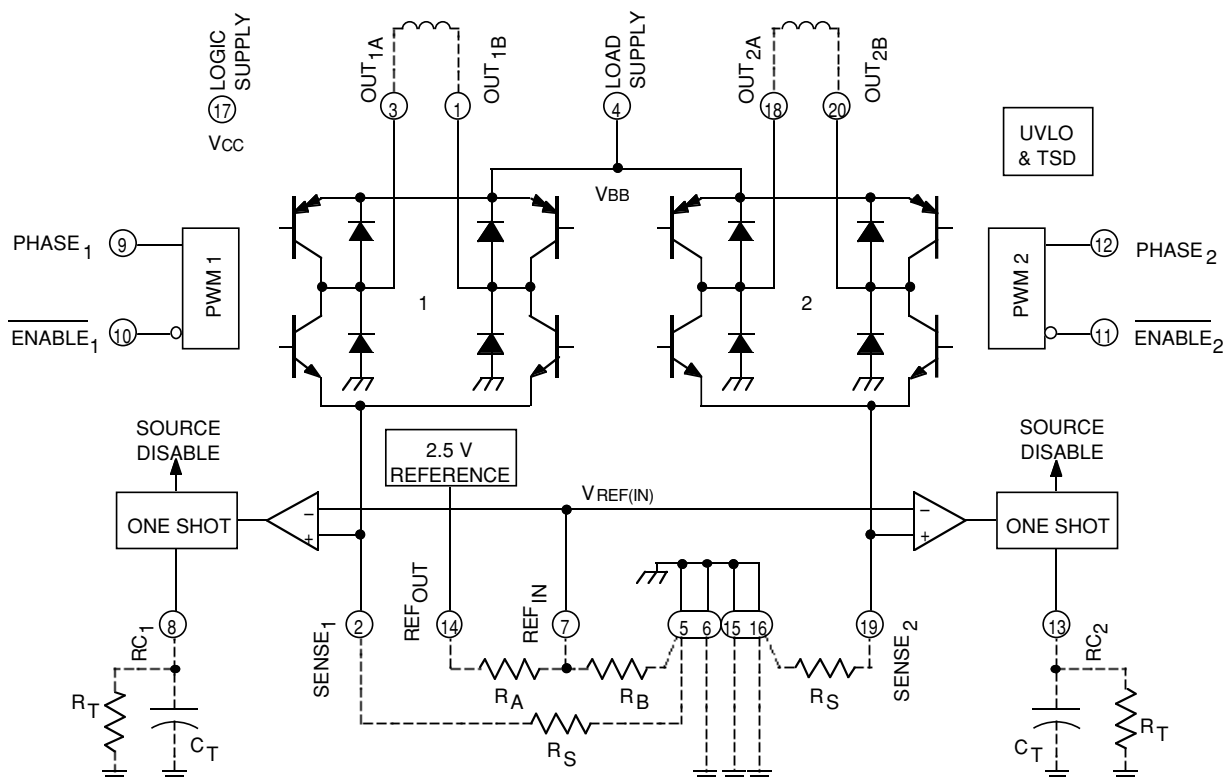 17
LOGIC
SUPPLY
VCC
OUT1A
3
OUT1B
1
LOAD
SUPPLY
4
OUT2A
18
OUT2B
20
UVLO
& TSD
VBB
PHASE1
9
ENABLE1
10
PWM 1
1
2
PWM 2
12
PHASE2
11
ENABLE2
SOURCE
DISABLE
2.5 V
REFERENCE
SOURCE
DISABLE
ONE SHOT
–
+
VREF(IN)
–
+
ONE SHOT
RC1
8
SENSE1
2
REFOUT
14
REFIN
7
5
6
15
16
19
SENSE2
13
RC2
RT
CT
RA
RB
RS
RS
CT
RT